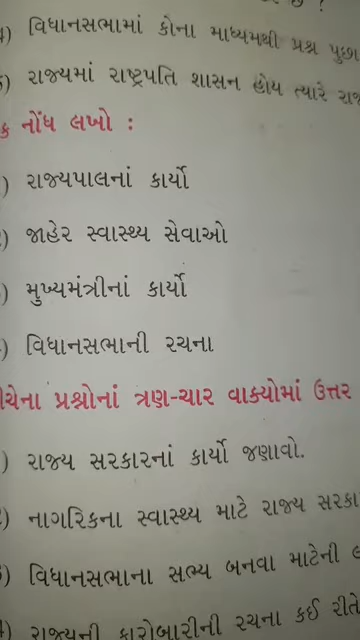 વિધાનસભામાં કોના માધ્યમથી પ્રશ્ન પુછા
રાજ્યમાં રાષ્ટ્રપતિ શાસન હોય ત્યારે રાજ
નોંધ લખો :
રાજ્યપાલનાં કાર્યો
જાહેર સ્વાસ્થ્ય સેવાઓ
મુખ્યમંત્રીનાં કાર્યો
વિધાનસભાની રચના
ચેના પ્રશ્નોનાં ત્રણ-ચાર વાક્યોમાં ઉત્તર
રાજ્ય સરકારનાં કાર્યો જણાવો.
નાગરિકના સ્વાસ્થ્ય માટે રાજ્ય સરકા
વિધાનસભાના સભ્ય બનવા માટેની
રાજ્યની કારોબારીની રચના કઈ રીતે